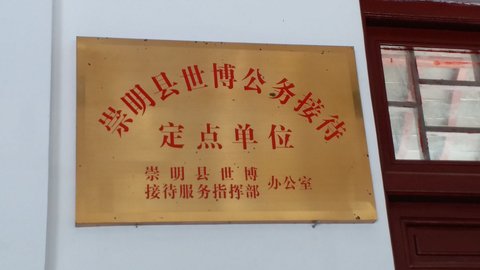 崇明县世博公务接待
定点单位
崇明县世博
接待服务指挥部 办公室